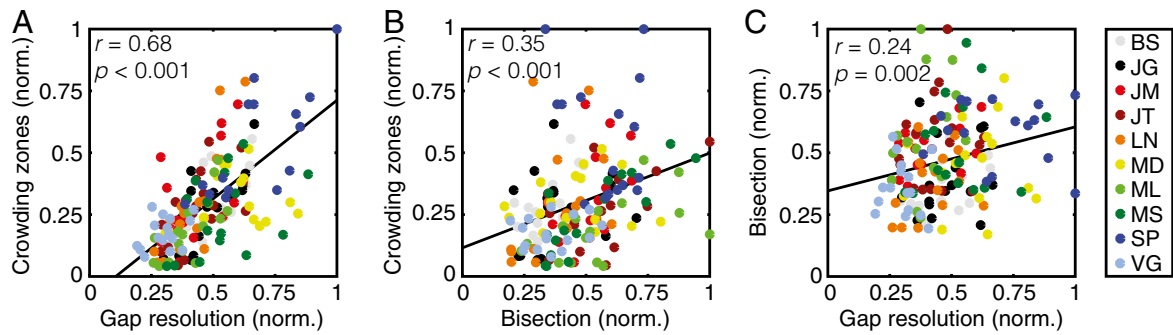 A
Crowding zones (norm.)
r = 0.68
p < 0.001
1
0.75
0.5
0.25
0
0 0.25 0.5 0.75 1
Gap resolution (norm.)
B
Crowding zones (norm.)
r = 0.35
p < 0.001
1
0.75
0.5
0.25
0
0 0.25 0.5 0.75 1
Bisection (norm.)
C
Bisection (norm.)
r = 0.24
p = 0.002
1
0.75
0.5
0.25
0
0 0.25 0.5 0.75 1
Gap resolution (norm.)
BS
JG
JM
JT
LN
MD
ML
MS
SP
VG